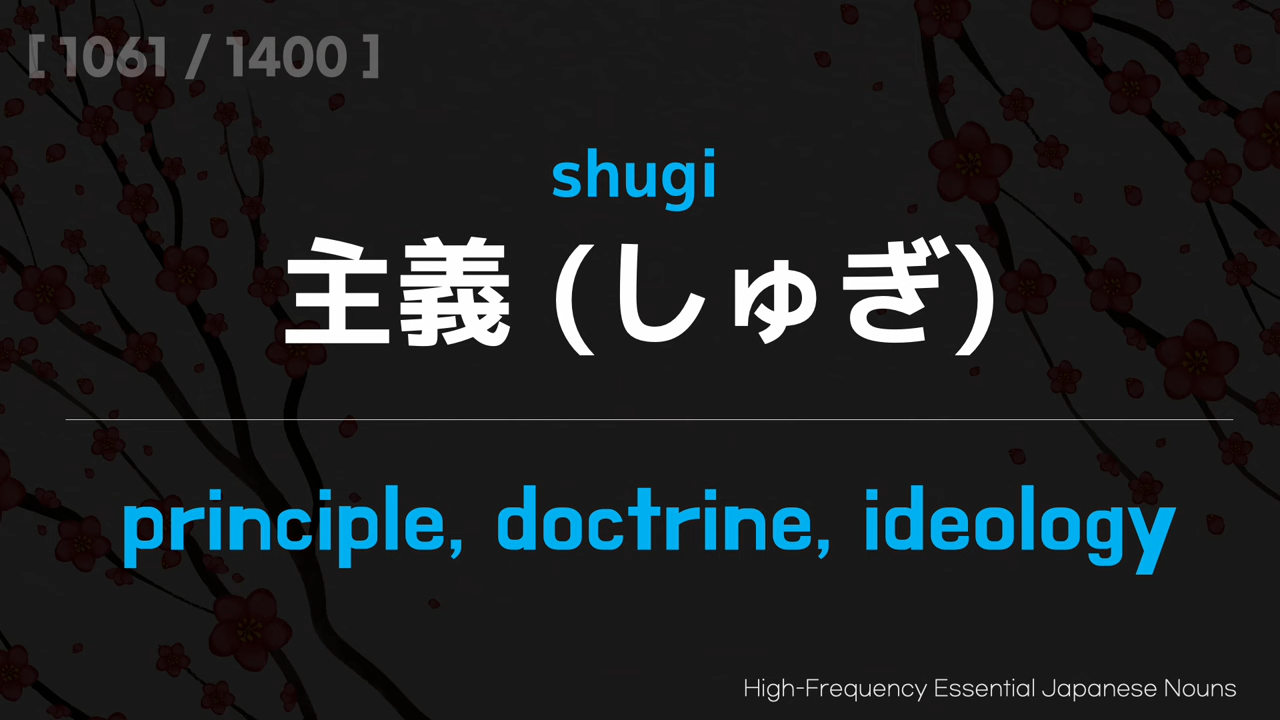 [ 1061 / 1400 ]
shugi
主義 (しゅぎ)
principle, doctrine, ideology
High-Frequency Essential Japanese Nouns